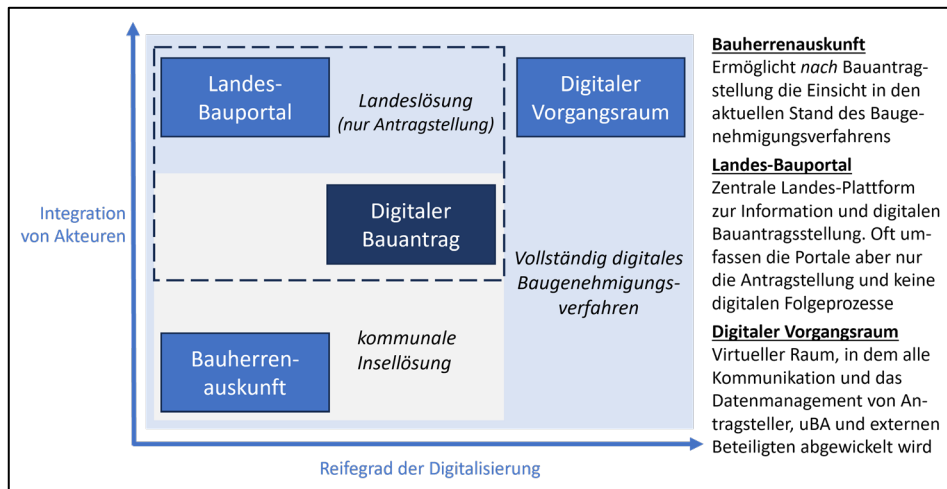 Integration
von Akteuren
Landes-
Bauportal
Landeslösung
(nur Antragstellung)
Digitaler
Vorgangsraum
Digitaler
Bauantrag
Vollständig digitales
Baugenehmigungs-
verfahren
kommunale
Insellösung
Bauherren-
auskunft
Reifegrad der Digitalisierung
Bauherrenauskunft
Ermöglicht nach Bauantrag-
stellung die Einsicht in den
aktuellen Stand des Bauge-
nehmigungsverfahrens
Landes-Bauportal
Zentrale Landes-Plattform
zur Information und digitalen
Bauantragsstellung. Oft um-
fassen die Portale aber nur
die Antragstellung und keine
digitalen Folgeprozesse
Digitaler Vorgangsraum
Virtueller Raum, in dem alle
Kommunikation und das
Datenmanagement von An-
tragsteller, uBA und externen
Beteiligten abgewickelt wird